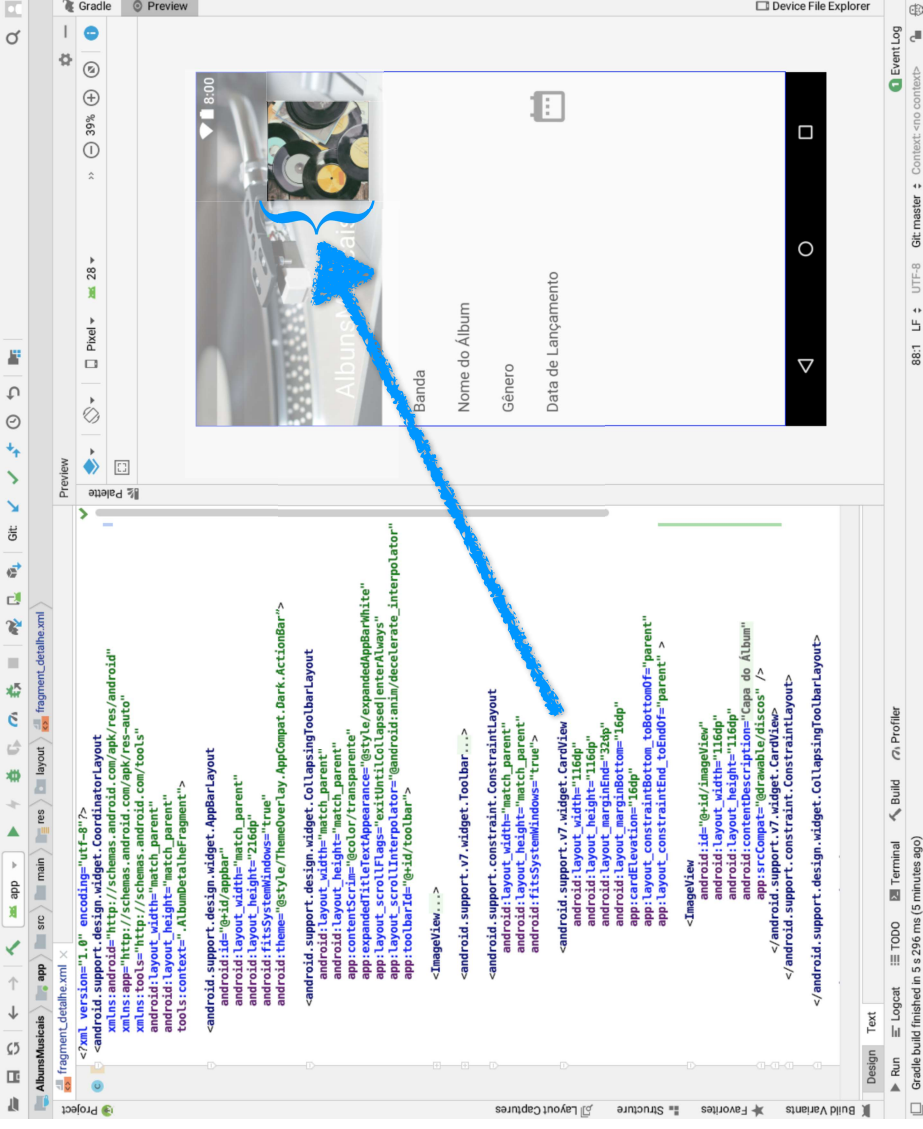 app
Git:
AlbunsMusicais
app
src
main
res
layout
fragment_detalhe.xml
fragment_detalhe.xml
Project
<?xml version="1.0" encoding="utf-8"?>
<android.support.design.widget.CoordinatorLayout
xmlns:android="http://schemas.android.com/apk/res/android"
xmlns:app="http://schemas.android.com/apk/res-auto"
xmlns:tools="http://schemas.android.com/tools"
android:layout_width="match_parent"
android:layout_height="match_parent"
tools:context=".AlbumDetalheFragment">
<android.support.design.widget.AppBarLayout
android:id="@+id/appbar"
android:layout_width="match_parent"
android:layout_height="216dp"
android:fitsSystemWindows="true"
android:theme="@style/ThemeOverlay.AppCompat.Dark.ActionBar">
<android.support.design.widget.CollapsingToolbarLayout
android:layout_width="match_parent"
android:layout_height="match_parent"
app:contentScrim="@color/transparente"
app:expandedTitleTextAppearance="@style/expandedAppBarWhite"
app:layout_scrollFlags="exitUntilCollapsed|enterAlways"
app:layout_scrollInterpolator="@android:anim/decelerate_interpolator"
app:toolbarId="@+id/toolbar">
<ImageView...>
<android.support.v7.widget.Toolbar...>
<android.support.constraint.ConstraintLayout
android:layout_width="match_parent"
android:layout_height="match_parent"
android:fitsSystemWindows="true">
<android.support.v7.widget.CardView
android:layout_width="116dp"
android:layout_height="116dp"
android:layout_marginEnd="32dp"
android:layout_marginBottom="16dp"
app:cardElevation="16dp"
app:layout_constraintBottom_toBottomOf="parent"
app:layout_constraintEnd_toEndOf="parent" >
<ImageView
android:id="@+id/imageView"
android:layout_width="116dp"
android:layout_height="116dp"
android:contentDescription="Capa do Álbum"
app:srcCompat="@drawable/discos" />
</android.support.v7.widget.CardView>
</android.support.constraint.ConstraintLayout>
</android.support.design.widget.CollapsingToolbarLayout>
Design
Text
Layout Captures
Structure
Favorites
Build Variants
Preview
Palette
Pixel
28
39%
8:00
Banda
Nome do Álbum
Gênero
Data de Lançamento
Gradle
Preview
Device File Explorer
Run
Logcat
TODO
Terminal
Build
Profiler
1 Event Log
Gradle build finished in 5 s 296 ms (5 minutes ago)
88:1
LF
UTF-8
Git: master
Context: <no context>